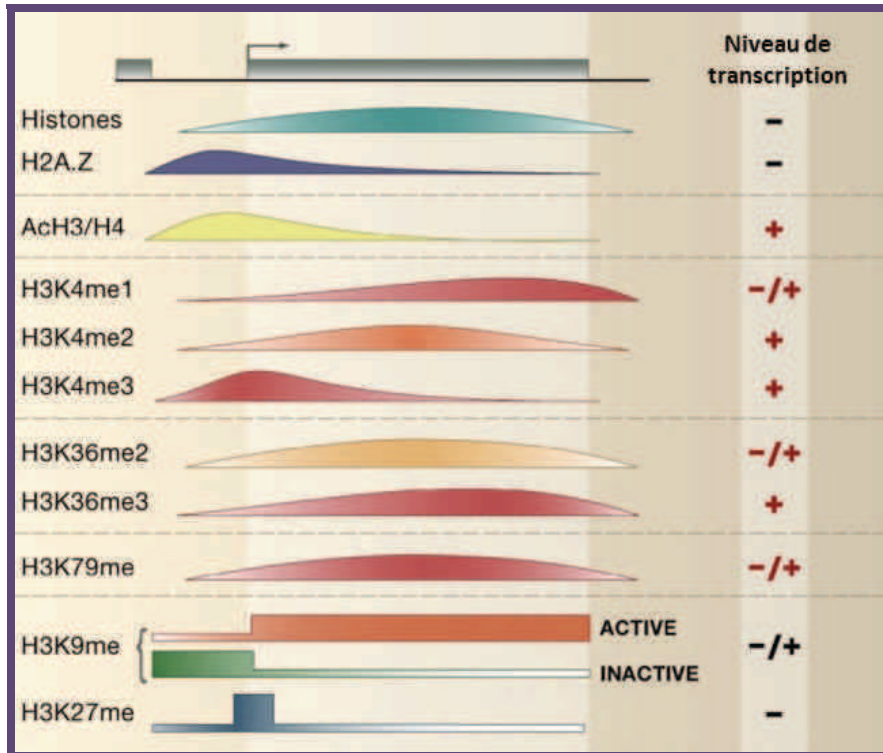 Niveau de
transcription
Histones –
H2A.Z –
AcH3/H4 +
H3K4me1 –/+
H3K4me2 +
H3K4me3 +
H3K36me2 –/+
H3K36me3 +
H3K79me –/+
ACTIVE
H3K9me –/+
INACTIVE
H3K27me –